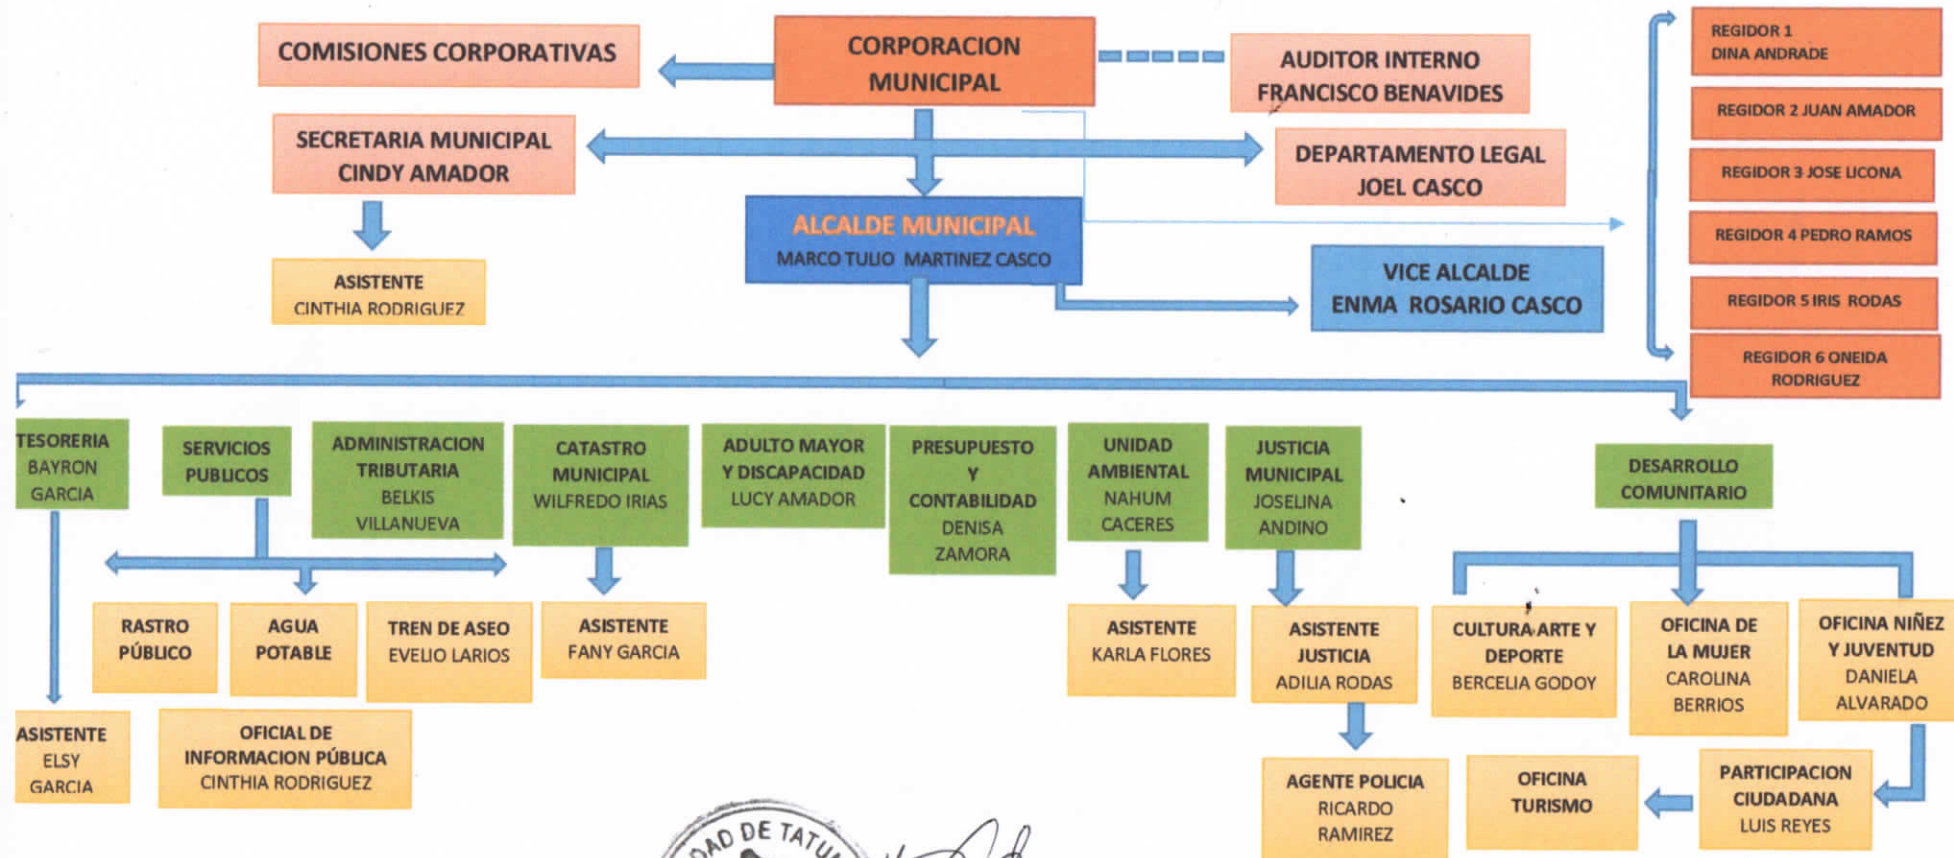 COMISIONES CORPORATIVAS
CORPORACION
MUNICIPAL
AUDITOR INTERNO
FRANCISCO BENAVIDES
REGIDOR 1
DINA ANDRADE
REGIDOR 2 JUAN AMADOR
REGIDOR 3 JOSE LICONA
REGIDOR 4 PEDRO RAMOS
REGIDOR 5 IRIS RODAS
REGIDOR 6 ONEIDA
RODRIGUEZ
SECRETARIA MUNICIPAL
CINDY AMADOR
DEPARTAMENTO LEGAL
JOEL CASCO
ALCALDE MUNICIPAL
MARCO TULIO MARTINEZ CASCO
ASISTENTE
CINTHIA RODRIGUEZ
VICE ALCALDE
ENMA ROSARIO CASCO
TESORERIA
BAYRON
GARCIA
SERVICIOS
PUBLICOS
ADMINISTRACION
TRIBUTARIA
BELKIS
VILLANUEVA
CATASTRO
MUNICIPAL
WILFREDO IRIAS
ADULTO MAYOR
Y DISCAPACIDAD
LUCY AMADOR
PRESUPUESTO
Y
CONTABILIDAD
DENISA
ZAMORA
UNIDAD
AMBIENTAL
NAHUM
CACERES
JUSTICIA
MUNICIPAL
JOSELINA
ANDINO
DESARROLLO
COMUNITARIO
RASTRO
PÚBLICO
AGUA
POTABLE
TREN DE ASEO
EVELIO LARIOS
ASISTENTE
FANY GARCIA
ASISTENTE
KARLA FLORES
ASISTENTE
JUSTICIA
ADILIA RODAS
CULTURA ARTE Y
DEPORTE
BERCELIA GODOY
OFICINA DE
LA MUJER
CAROLINA
BERRIOS
OFICINA NIÑEZ
Y JUVENTUD
DANIELA
ALVARADO
ASISTENTE
ELSY
GARCIA
OFICIAL DE
INFORMACION PÚBLICA
CINTHIA RODRIGUEZ
AGENTE POLICIA
RICARDO
RAMIREZ
OFICINA
TURISMO
PARTICIPACION
CIUDADANA
LUIS REYES
DE